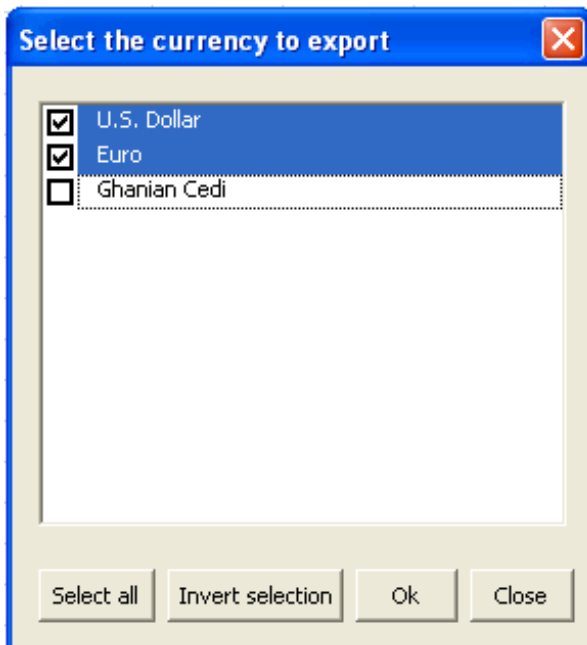 Select the currency to export
U.S. Dollar
Euro
Ghanian Cedi
Select all Invert selection Ok Close